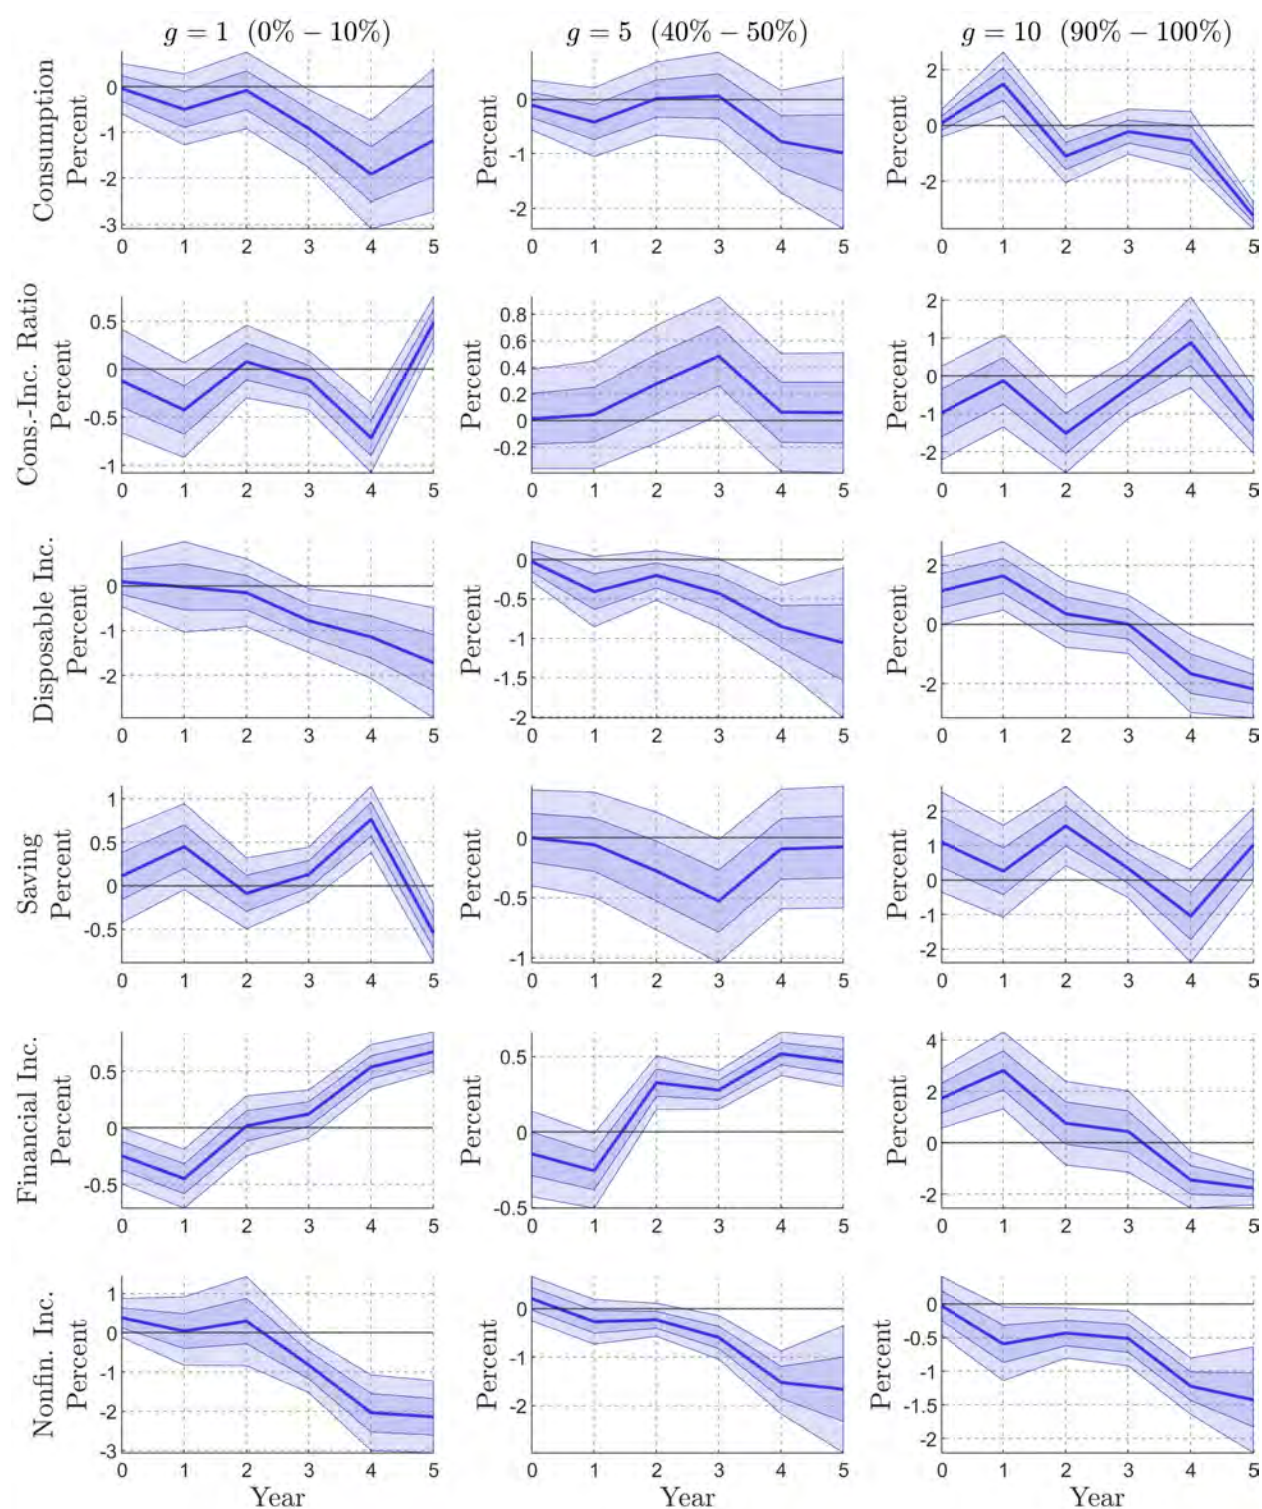 g = 1 (0% − 10%) g = 5 (40% − 50%) g = 10 (90% − 100%)
Consumption
Percent
0
-1
-2
-3
0 1 2 3 4 5
Percent
0
-1
-2
0 1 2 3 4 5
Percent
2
0
-2
0 1 2 3 4 5
Cons.-Inc. Ratio
Percent
0.5
0
-0.5
-1
0 1 2 3 4 5
Percent
0.8
0.6
0.4
0.2
0
-0.2
0 1 2 3 4 5
Percent
2
1
0
-1
-2
0 1 2 3 4 5
Disposable Inc.
Percent
0
-1
-2
0 1 2 3 4 5
Percent
0
-0.5
-1
-1.5
-2
0 1 2 3 4 5
Percent
2
0
-2
0 1 2 3 4 5
Saving
Percent
1
0.5
0
-0.5
0 1 2 3 4 5
Percent
0
-0.5
-1
0 1 2 3 4 5
Percent
2
1
0
-1
-2
0 1 2 3 4 5
Financial Inc.
Percent
0.5
0
-0.5
0 1 2 3 4 5
Percent
0.5
0
-0.5
0 1 2 3 4 5
Percent
4
2
0
-2
0 1 2 3 4 5
Nonfin. Inc.
Percent
1
0
-1
-2
-3
0 1 2 3 4 5
Year
Percent
0
-1
-2
0 1 2 3 4 5
Year
Percent
0
-0.5
-1
-1.5
-2
0 1 2 3 4 5
Year